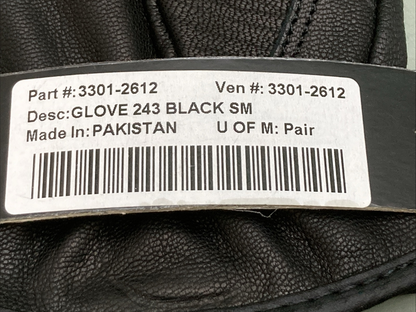 Part #:3301-2612 Ven #: 3301-2612
Desc:GLOVE 243 BLACK SM
Made In:PAKISTAN U OF M: Pair